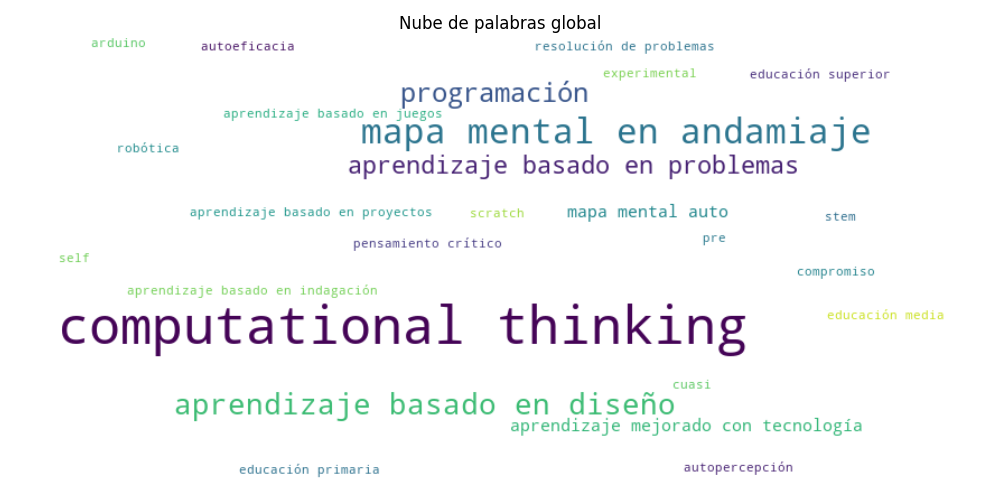 Nube de palabras global
arduino
autoeficacia
resolución de problemas
experimental
educación superior
programación
aprendizaje basado en juegos
mapa mental en andamiaje
robótica
aprendizaje basado en problemas
aprendizaje basado en proyectos
scratch
mapa mental auto
stem
pensamiento crítico
pre
self
compromiso
aprendizaje basado en indagación
computational thinking
educación media
cuasi
aprendizaje basado en diseño
aprendizaje mejorado con tecnología
educación primaria
autopercepción